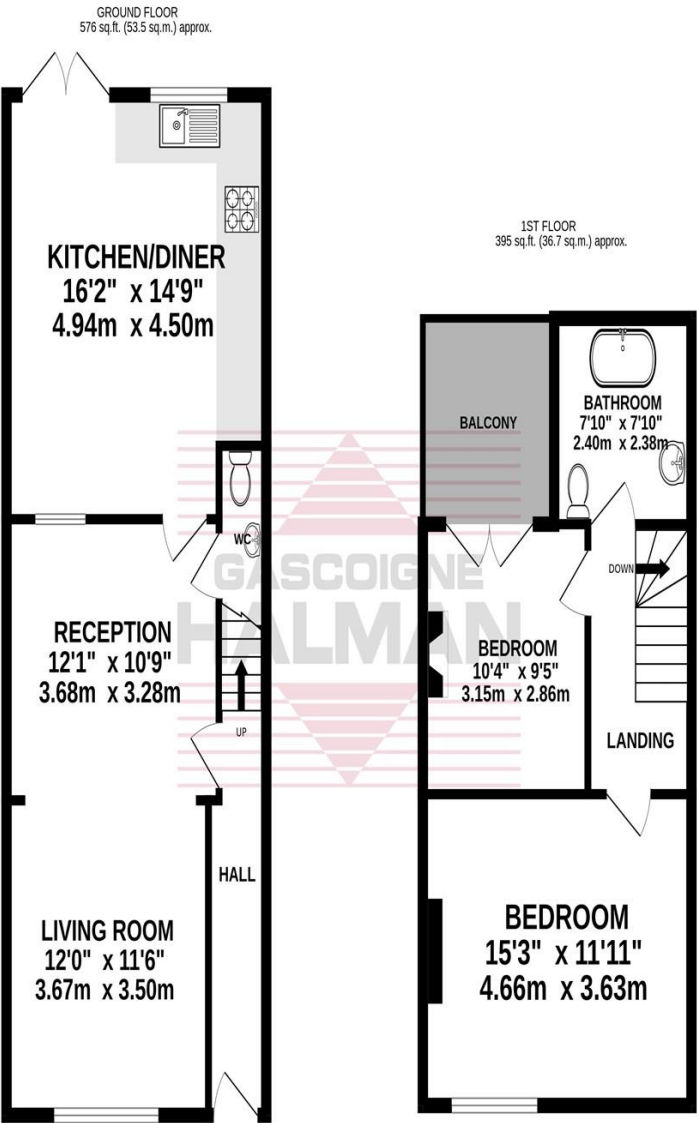 GROUND FLOOR
576 sq.ft. (53.5 sq.m.) approx.
KITCHEN/DINER
16'2" x 14'9"
4.94m x 4.50m
WC
RECEPTION
12'1" x 10'9"
3.68m x 3.28m
UP
HALL
LIVING ROOM
12'0" x 11'6"
3.67m x 3.50m
1ST FLOOR
395 sq.ft. (36.7 sq.m.) approx.
BALCONY
BATHROOM
7'10" x 7'10"
2.40m x 2.38m
DOWN
BEDROOM
10'4" x 9'5"
3.15m x 2.86m
LANDING
BEDROOM
15'3" x 11'11"
4.66m x 3.63m
GASCOIGNE
HALMAN